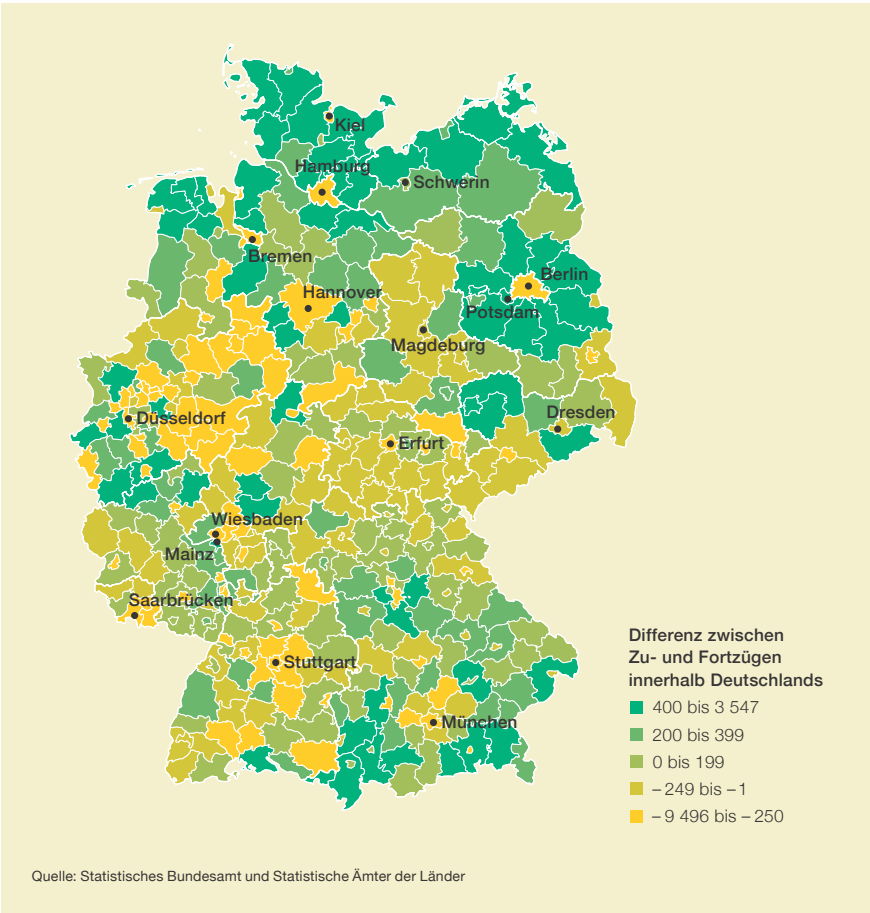 Kiel
Hamburg
Schwerin
Bremen
Berlin
Hannover
Potsdam
Magdeburg
Düsseldorf
Dresden
Erfurt
Wiesbaden
Mainz
Saarbrücken
Stuttgart
München
Differenz zwischen
Zu- und Fortzügen
innerhalb Deutschlands
400 bis 3 547
200 bis 399
0 bis 199
– 249 bis – 1
– 9 496 bis – 250
Quelle: Statistisches Bundesamt und Statistische Ämter der Länder